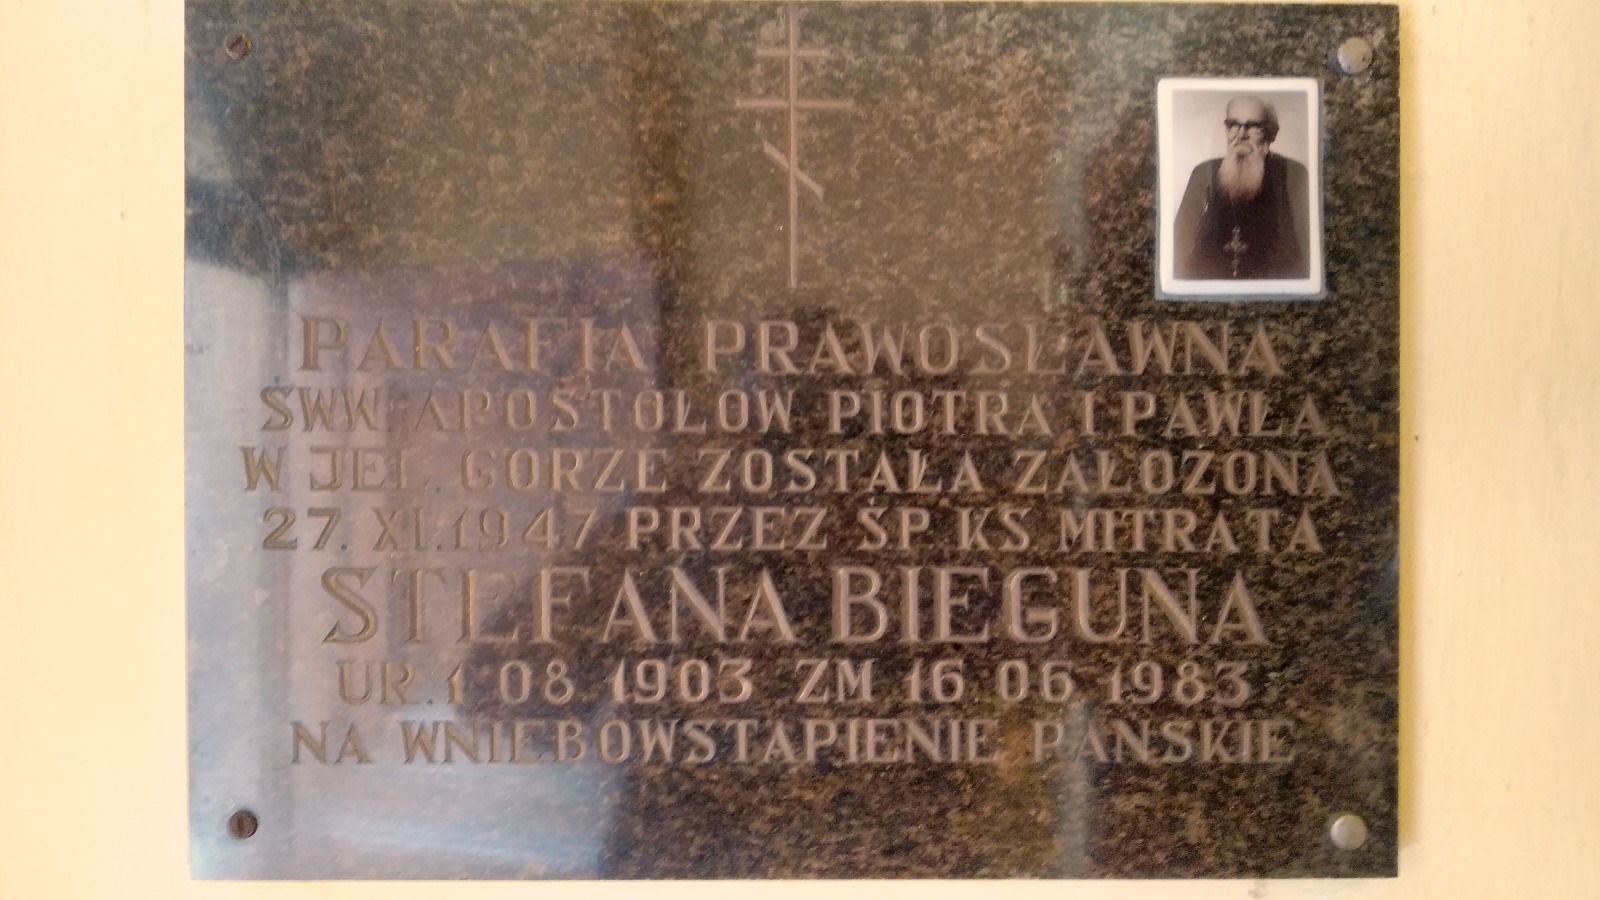 PARAFIA PRAWOSŁAWNA
ŚWW. APOSTOŁÓW PIOTRA I PAWŁA
W JEL. GÓRZE ZOSTAŁA ZAŁOŻONA
27. XI. 1947 PRZEZ ŚP. KS. MITRATA
STEFANA BIEGUNA
UR. 1 08. 1903 ZM 16 06 1983
NA WNIEBOWSTĄPIENIE PAŃSKIE